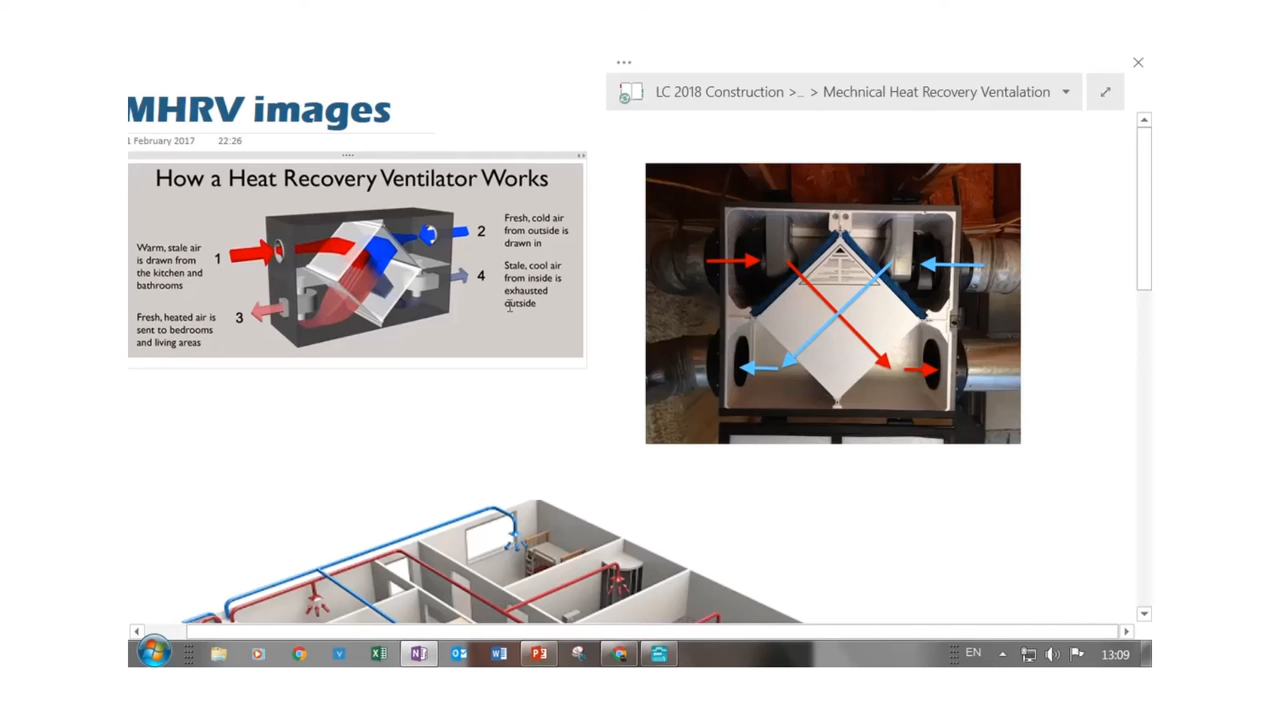 LC 2018 Construction >... > Mechnical Heat Recovery Ventalation
MHRV images
1 February 2017 22:26
How a Heat Recovery Ventilator Works
Warm, stale air
is drawn from
the kitchen and
bathrooms
1
Fresh, heated air is
sent to bedrooms
and living areas
3
2
Fresh, cold air
from outside is
drawn in
4
Stale, cool air
from inside is
exhausted
outside
EN
13:09